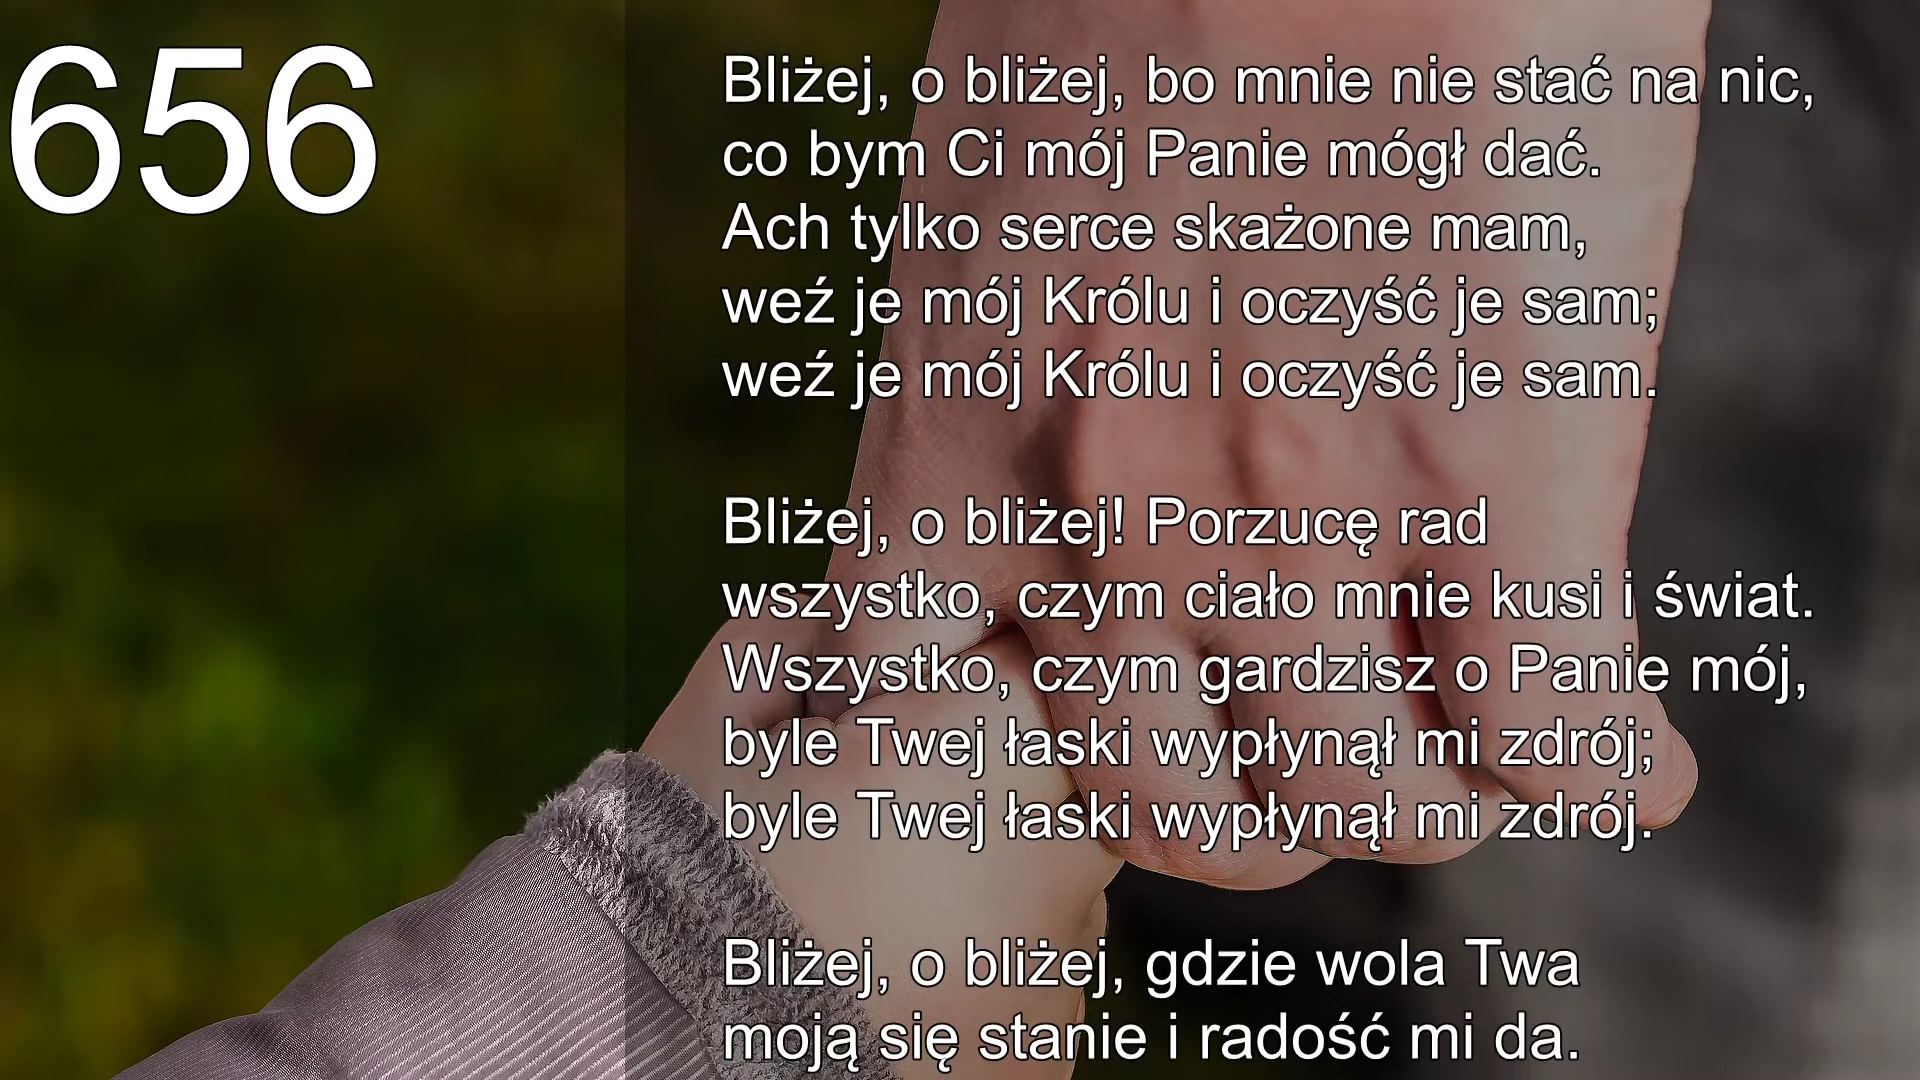 656
Bliżej, o bliżej, bo mnie nie stać na nic,
co bym Ci mój Panie mógł dać.
Ach tylko serce skażone mam,
weź je mój Królu i oczyść je sam;
weź je mój Królu i oczyść je sam.
Bliżej, o bliżej! Porzucę rad
wszystko, czym ciało mnie kusi i świat.
Wszystko, czym gardzisz o Panie mój,
byle Twej łaski wypłynął mi zdrój;
byle Twej łaski wypłynął mi zdrój.
Bliżej, o bliżej, gdzie wola Twa
moją się stanie i radość mi da.